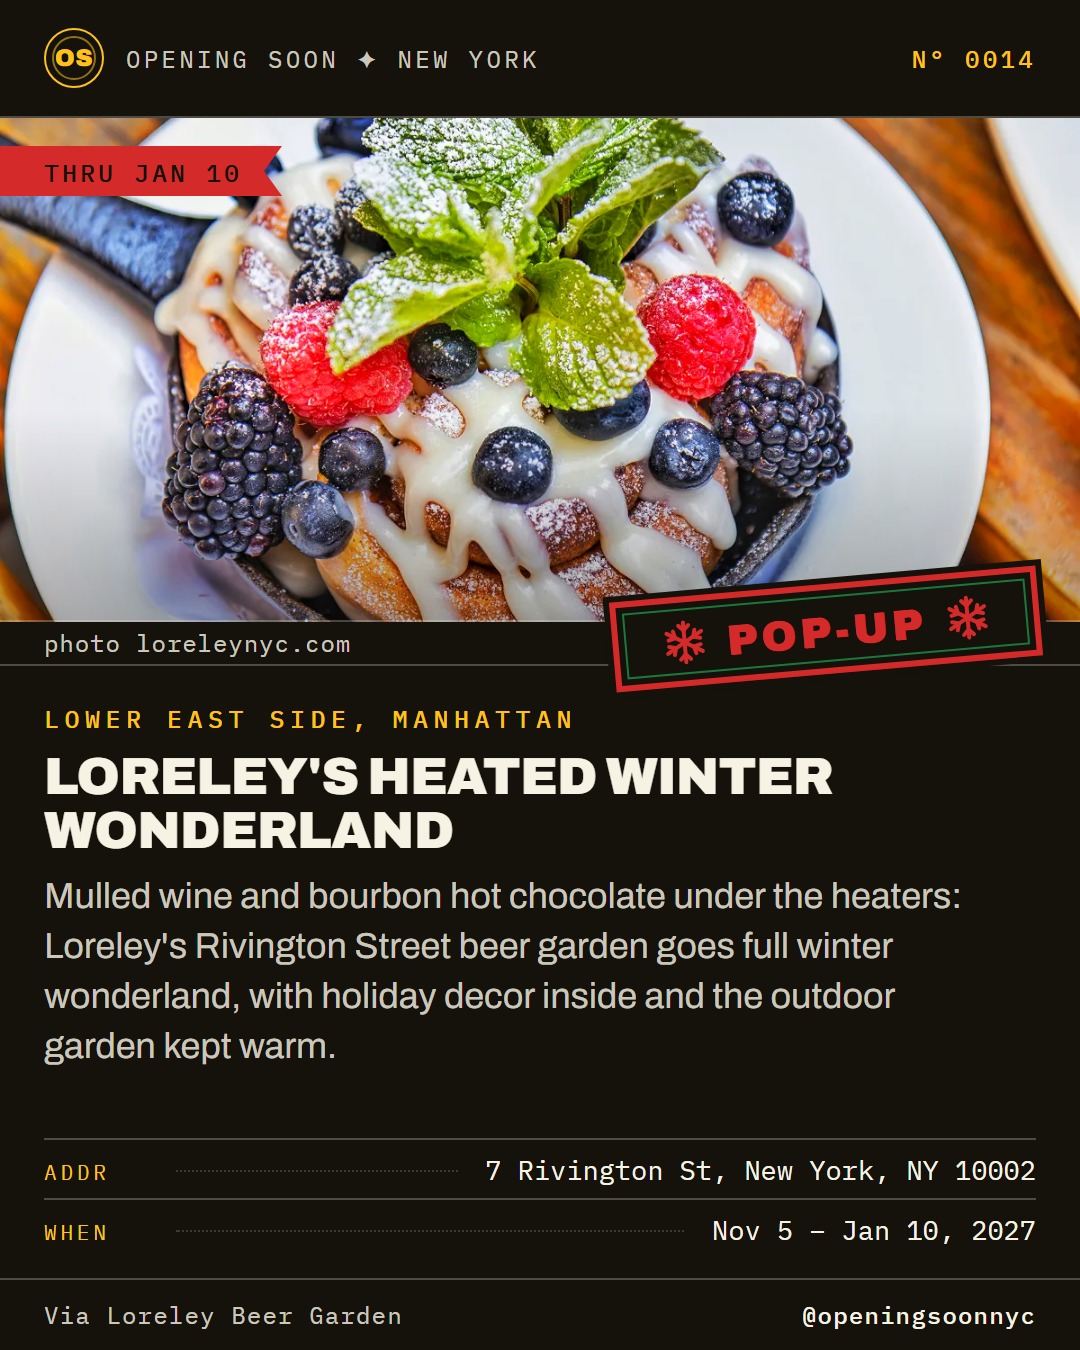 OS OPENING SOON ✦ NEW YORK N° 0014
THRU JAN 10
photo loreleynyc.com
POP-UP
LOWER EAST SIDE, MANHATTAN
LORELEY'S HEATED WINTER
WONDERLAND
Mulled wine and bourbon hot chocolate under the heaters:
Loreley's Rivington Street beer garden goes full winter
wonderland, with holiday decor inside and the outdoor
garden kept warm.
ADDR 7 Rivington St, New York, NY 10002
WHEN Nov 5 – Jan 10, 2027
Via Loreley Beer Garden @openingsoonnyc